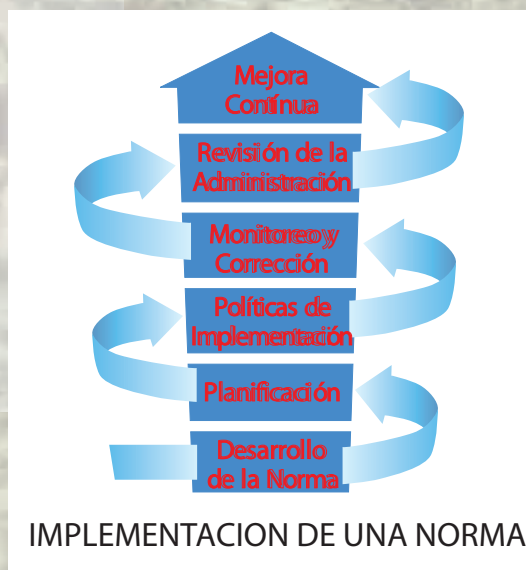 Mejora
Contínua
Revisión de la
Administración
Monitoreo y
Corrección
Políticas de
Implementación
Planificación
Desarrollo
de la Norma
IMPLEMENTACION DE UNA NORMA